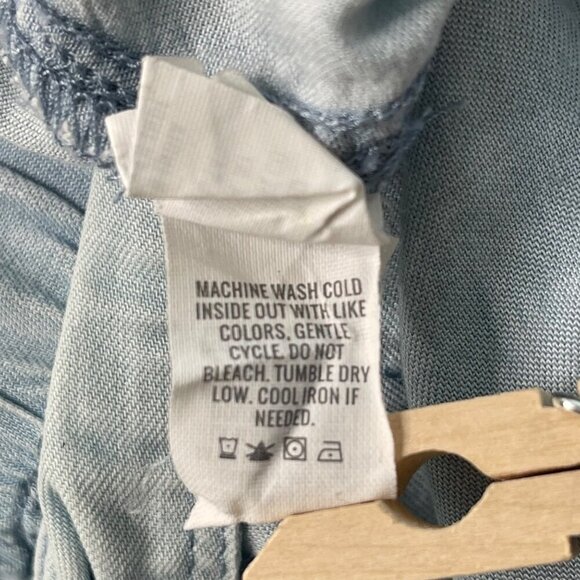 MACHINE WASH COLD
INSIDE OUT WITH LIKE
COLORS, GENTLE
CYCLE. DO NOT
BLEACH. TUMBLE DRY
LOW. COOL IRON IF
NEEDED.